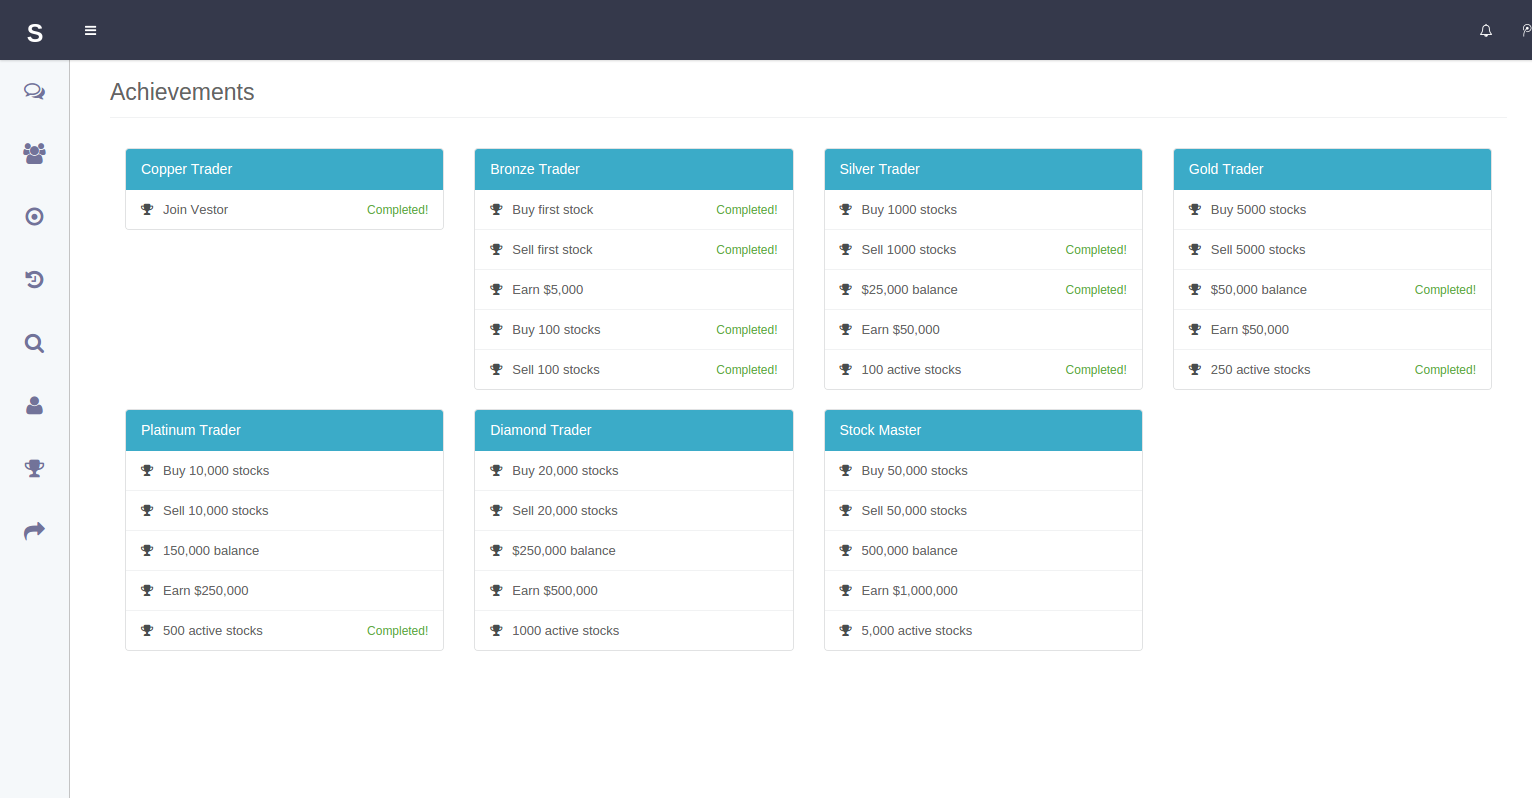 S
Achievements
Copper Trader
Join Vestor Completed!
Bronze Trader
Buy first stock Completed!
Sell first stock Completed!
Earn $5,000
Buy 100 stocks Completed!
Sell 100 stocks Completed!
Silver Trader
Buy 1000 stocks
Sell 1000 stocks Completed!
$25,000 balance Completed!
Earn $50,000
100 active stocks Completed!
Gold Trader
Buy 5000 stocks
Sell 5000 stocks
$50,000 balance Completed!
Earn $50,000
250 active stocks Completed!
Platinum Trader
Buy 10,000 stocks
Sell 10,000 stocks
150,000 balance
Earn $250,000
500 active stocks Completed!
Diamond Trader
Buy 20,000 stocks
Sell 20,000 stocks
$250,000 balance
Earn $500,000
1000 active stocks
Stock Master
Buy 50,000 stocks
Sell 50,000 stocks
500,000 balance
Earn $1,000,000
5,000 active stocks